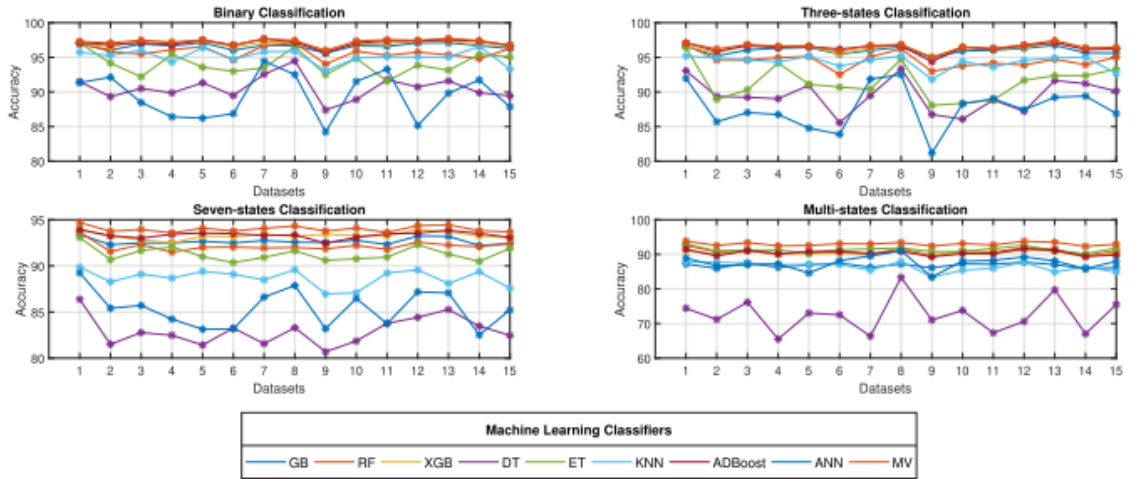 Binary Classification
100
95
90
85
80
Accuracy
1 2 3 4 5 6 7 8 9 10 11 12 13 14 15
Datasets
Three-states Classification
100
95
90
85
80
Accuracy
1 2 3 4 5 6 7 8 9 10 11 12 13 14 15
Datasets
Seven-states Classification
95
90
85
80
Accuracy
1 2 3 4 5 6 7 8 9 10 11 12 13 14 15
Datasets
Multi-states Classification
100
90
80
70
60
Accuracy
1 2 3 4 5 6 7 8 9 10 11 12 13 14 15
Datasets
Machine Learning Classifiers
GB RF XGB DT ET KNN ADBoost ANN MV